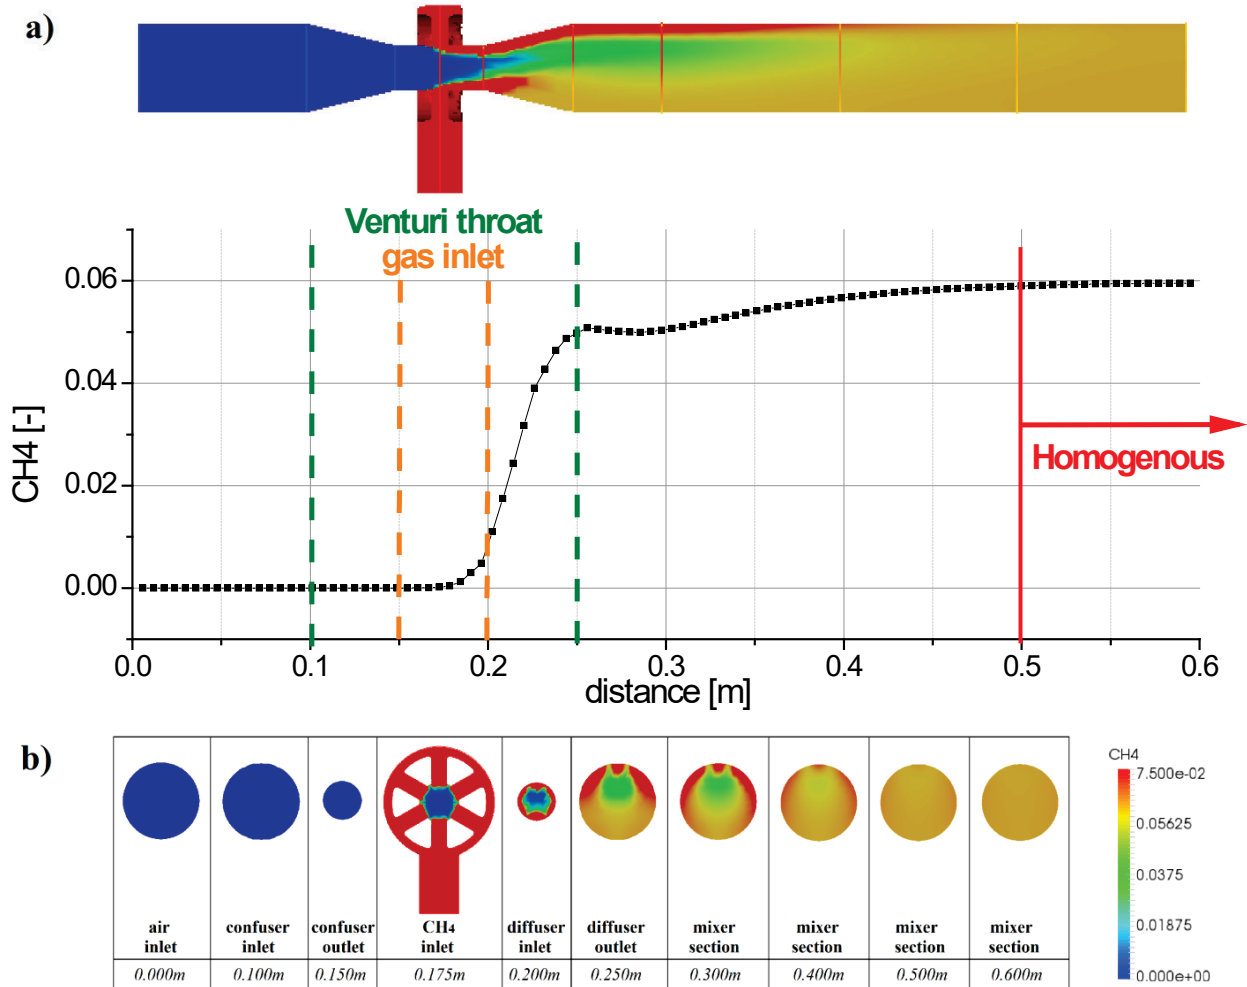 a)
Venturi throat
gas inlet
0.06
0.04
0.02
0.00
CH4 [-]
Homogenous
0.0 0.1 0.2 0.3 0.4 0.5 0.6
distance [m]
b)
air inlet
confuser inlet
confuser outlet
CH4 inlet
diffuser inlet
diffuser outlet
mixer section
mixer section
mixer section
mixer section
0.000m 0.100m 0.150m 0.175m 0.200m 0.250m 0.300m 0.400m 0.500m 0.600m
CH4
7.500e-02
0.05625
0.0375
0.01875
0.000e+00